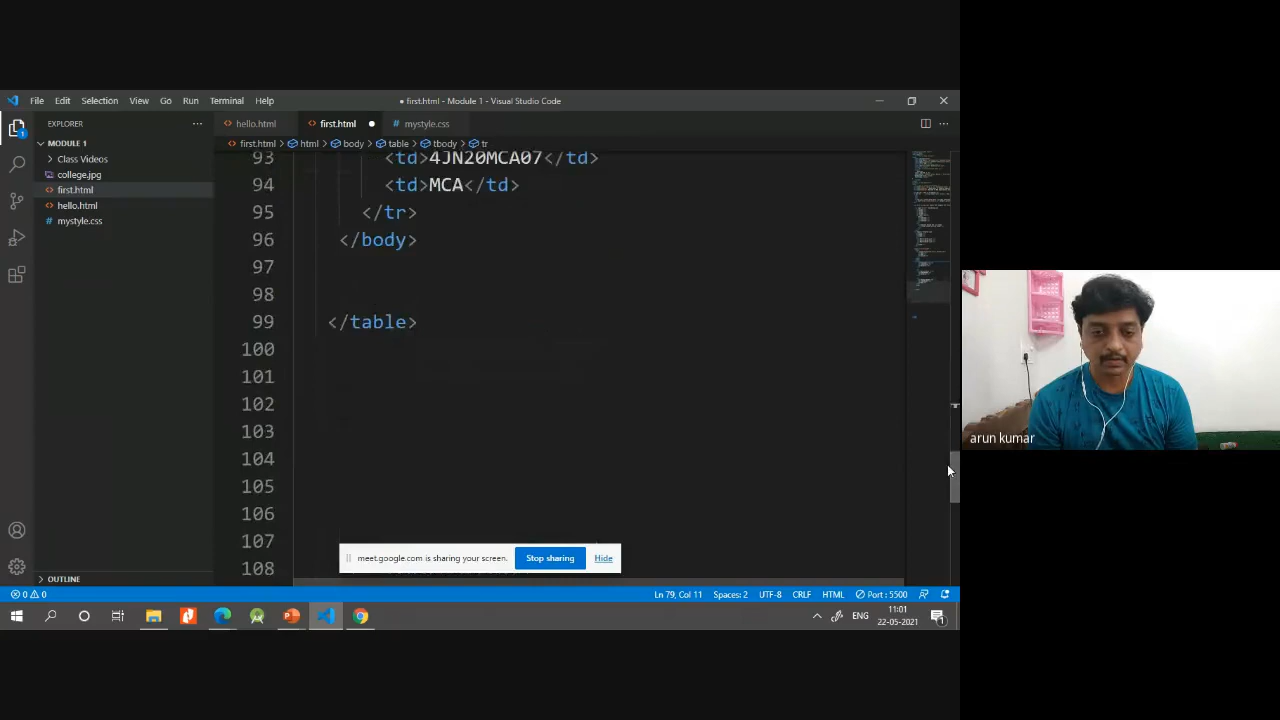 File Edit Selection View Go Run Terminal Help
● first.html - Module 1 - Visual Studio Code
EXPLORER
hello.html
first.html
# mystyle.css
MODULE 1
first.html > html > body > table > tbody > tr
Class Videos
college.jpg
first.html
hello.html
# mystyle.css
93 <td>4JN20MCA07</td>
94 <td>MCA</td>
95 </tr>
96 </body>
97
98
99 </table>
100
101
102
103
104
105
106
107
108
arun kumar
meet.google.com is sharing your screen.
Stop sharing
Hide
OUTLINE
0 0
Ln 79, Col 11 Spaces: 2 UTF-8 CRLF HTML Port : 5500
ENG
11:01
22-05-2021
1